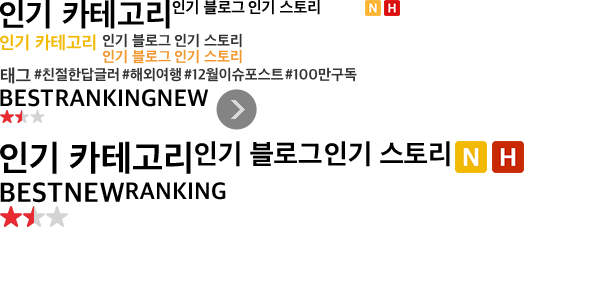 인기 카테고리 인기 블로그 인기 스토리 N H
인기 카테고리 인기 블로그 인기 스토리
인기 블로그 인기 스토리
태그 #친절한답글러 #해외여행 #12월이슈포스트 #100만구독
BESTRANKINGNEW
인기 카테고리 인기 블로그 인기 스토리 N H
BESTNEWRANKING